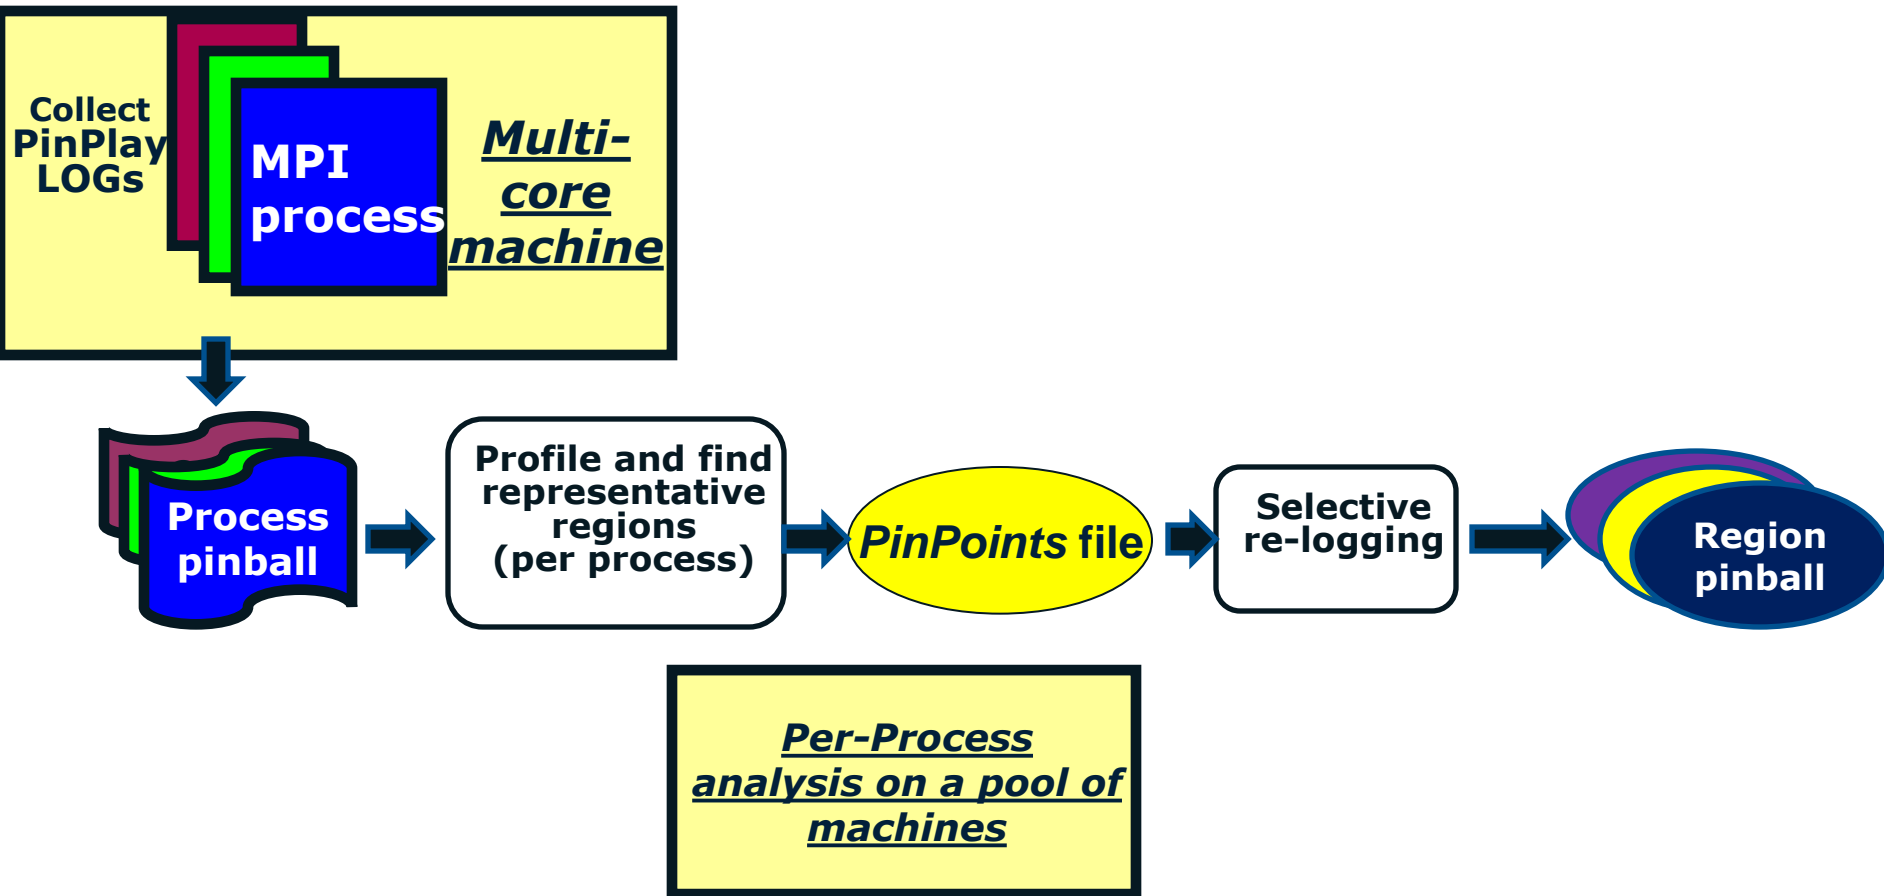 Collect
PinPlay
LOGs
MPI
process
Multi-
core
machine
Process
pinball
Profile and find
representative
regions
(per process)
PinPoints file
Selective
re-logging
Region
pinball
Per-Process
analysis on a pool of
machines